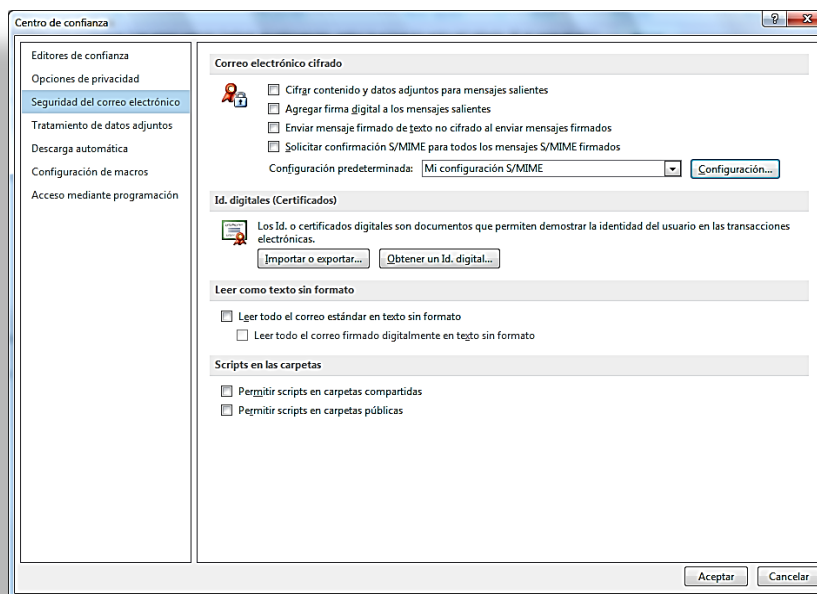 Centro de confianza
Editores de confianza
Opciones de privacidad
Seguridad del correo electrónico
Tratamiento de datos adjuntos
Descarga automática
Configuración de macros
Acceso mediante programación
Correo electrónico cifrado
Cifrar contenido y datos adjuntos para mensajes salientes
Agregar firma digital a los mensajes salientes
Enviar mensaje firmado de texto no cifrado al enviar mensajes firmados
Solicitar confirmación S/MIME para todos los mensajes S/MIME firmados
Configuración predeterminada: Mi configuración S/MIME Configuración...
Id. digitales (Certificados)
Los Id. o certificados digitales son documentos que permiten demostrar la identidad del usuario en las transacciones
electrónicas.
Importar o exportar... Obtener un Id. digital...
Leer como texto sin formato
Leer todo el correo estándar en texto sin formato
Leer todo el correo firmado digitalmente en texto sin formato
Scripts en las carpetas
Permitir scripts en carpetas compartidas
Permitir scripts en carpetas públicas
Aceptar Cancelar